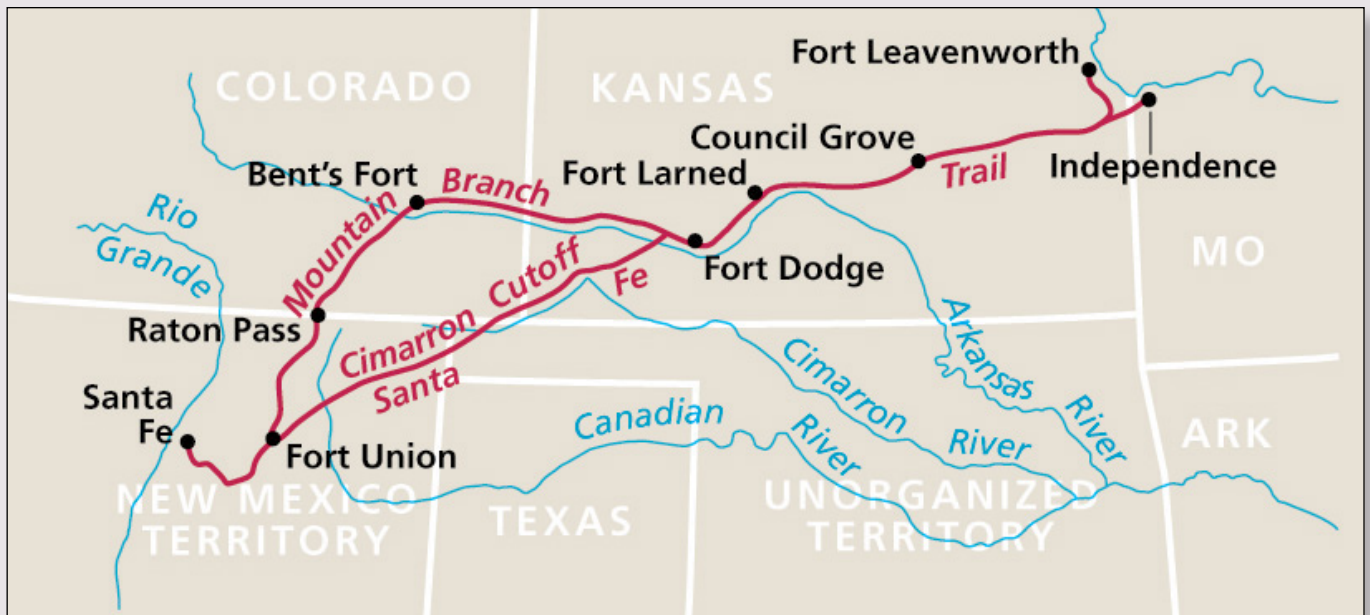 Fort Leavenworth
COLORADO
KANSAS
Council Grove
Independence
Bent's Fort
Branch
Fort Larned
Trail
Rio
Grande
Mountain
Cutoff
Fe
Fort Dodge
MO
Raton Pass
Cimarron
Santa
Arkansas
River
Cimarron
River
Santa
Fe
Canadian
River
ARK
Fort Union
NEW MEXICO
TERRITORY
TEXAS
UNORGANIZED
TERRITORY